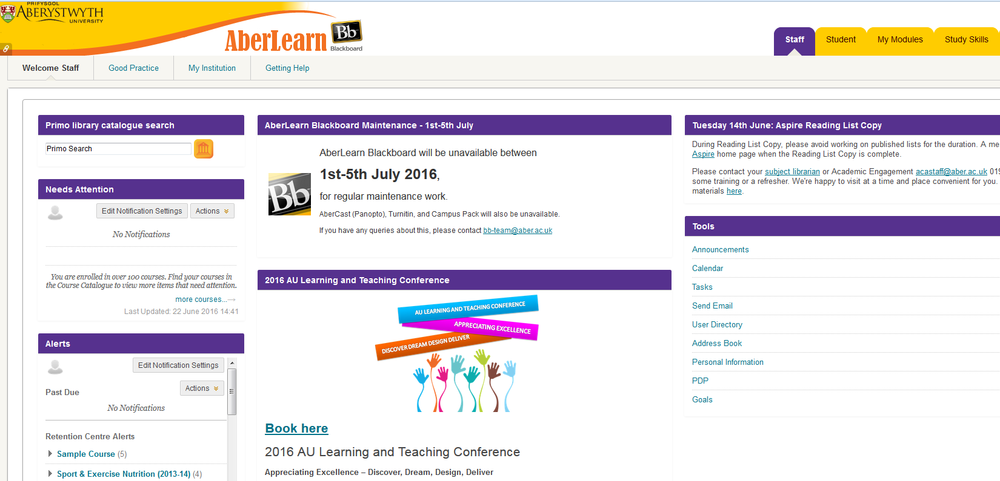 PRIFYSGOL
ABERYSTWYTH
UNIVERSITY
AberLearn
Bb
Blackboard
Staff
Student
My Modules
Study Skills
Welcome Staff
Good Practice
My Institution
Getting Help
Primo library catalogue search
Primo Search
Needs Attention
Edit Notification Settings
Actions
No Notifications
You are enrolled in over 100 courses. Find your courses in
the Course Catalogue to view more items that need attention.
more courses...→
Last Updated: 22 June 2016 14:41
Alerts
Edit Notification Settings
Actions
Past Due
No Notifications
Retention Centre Alerts
Sample Course (5)
Sport & Exercise Nutrition (2013-14) (4)
AberLearn Blackboard Maintenance - 1st-5th July
AberLearn Blackboard will be unavailable between
1st-5th July 2016,
Bb
for regular maintenance work.
AberCast (Panopto), Turnitin, and Campus Pack will also be unavailable.
If you have any queries about this, please contact bb-team@aber.ac.uk
2016 AU Learning and Teaching Conference
AU LEARNING AND TEACHING CONFERENCE
APPRECIATING EXCELLENCE
DISCOVER DREAM DESIGN DELIVER
Book here
2016 AU Learning and Teaching Conference
Appreciating Excellence – Discover, Dream, Design, Deliver
Tuesday 14th June: Aspire Reading List Copy
During Reading List Copy, please avoid working on published lists for the duration. A me
Aspire home page when the Reading List Copy is complete.
Please contact your subject librarian or Academic Engagement acastaff@aber.ac.uk 019
some training or a refresher. We're happy to visit at a time and place convenient for you.
materials here.
Tools
Announcements
Calendar
Tasks
Send Email
User Directory
Address Book
Personal Information
PDP
Goals